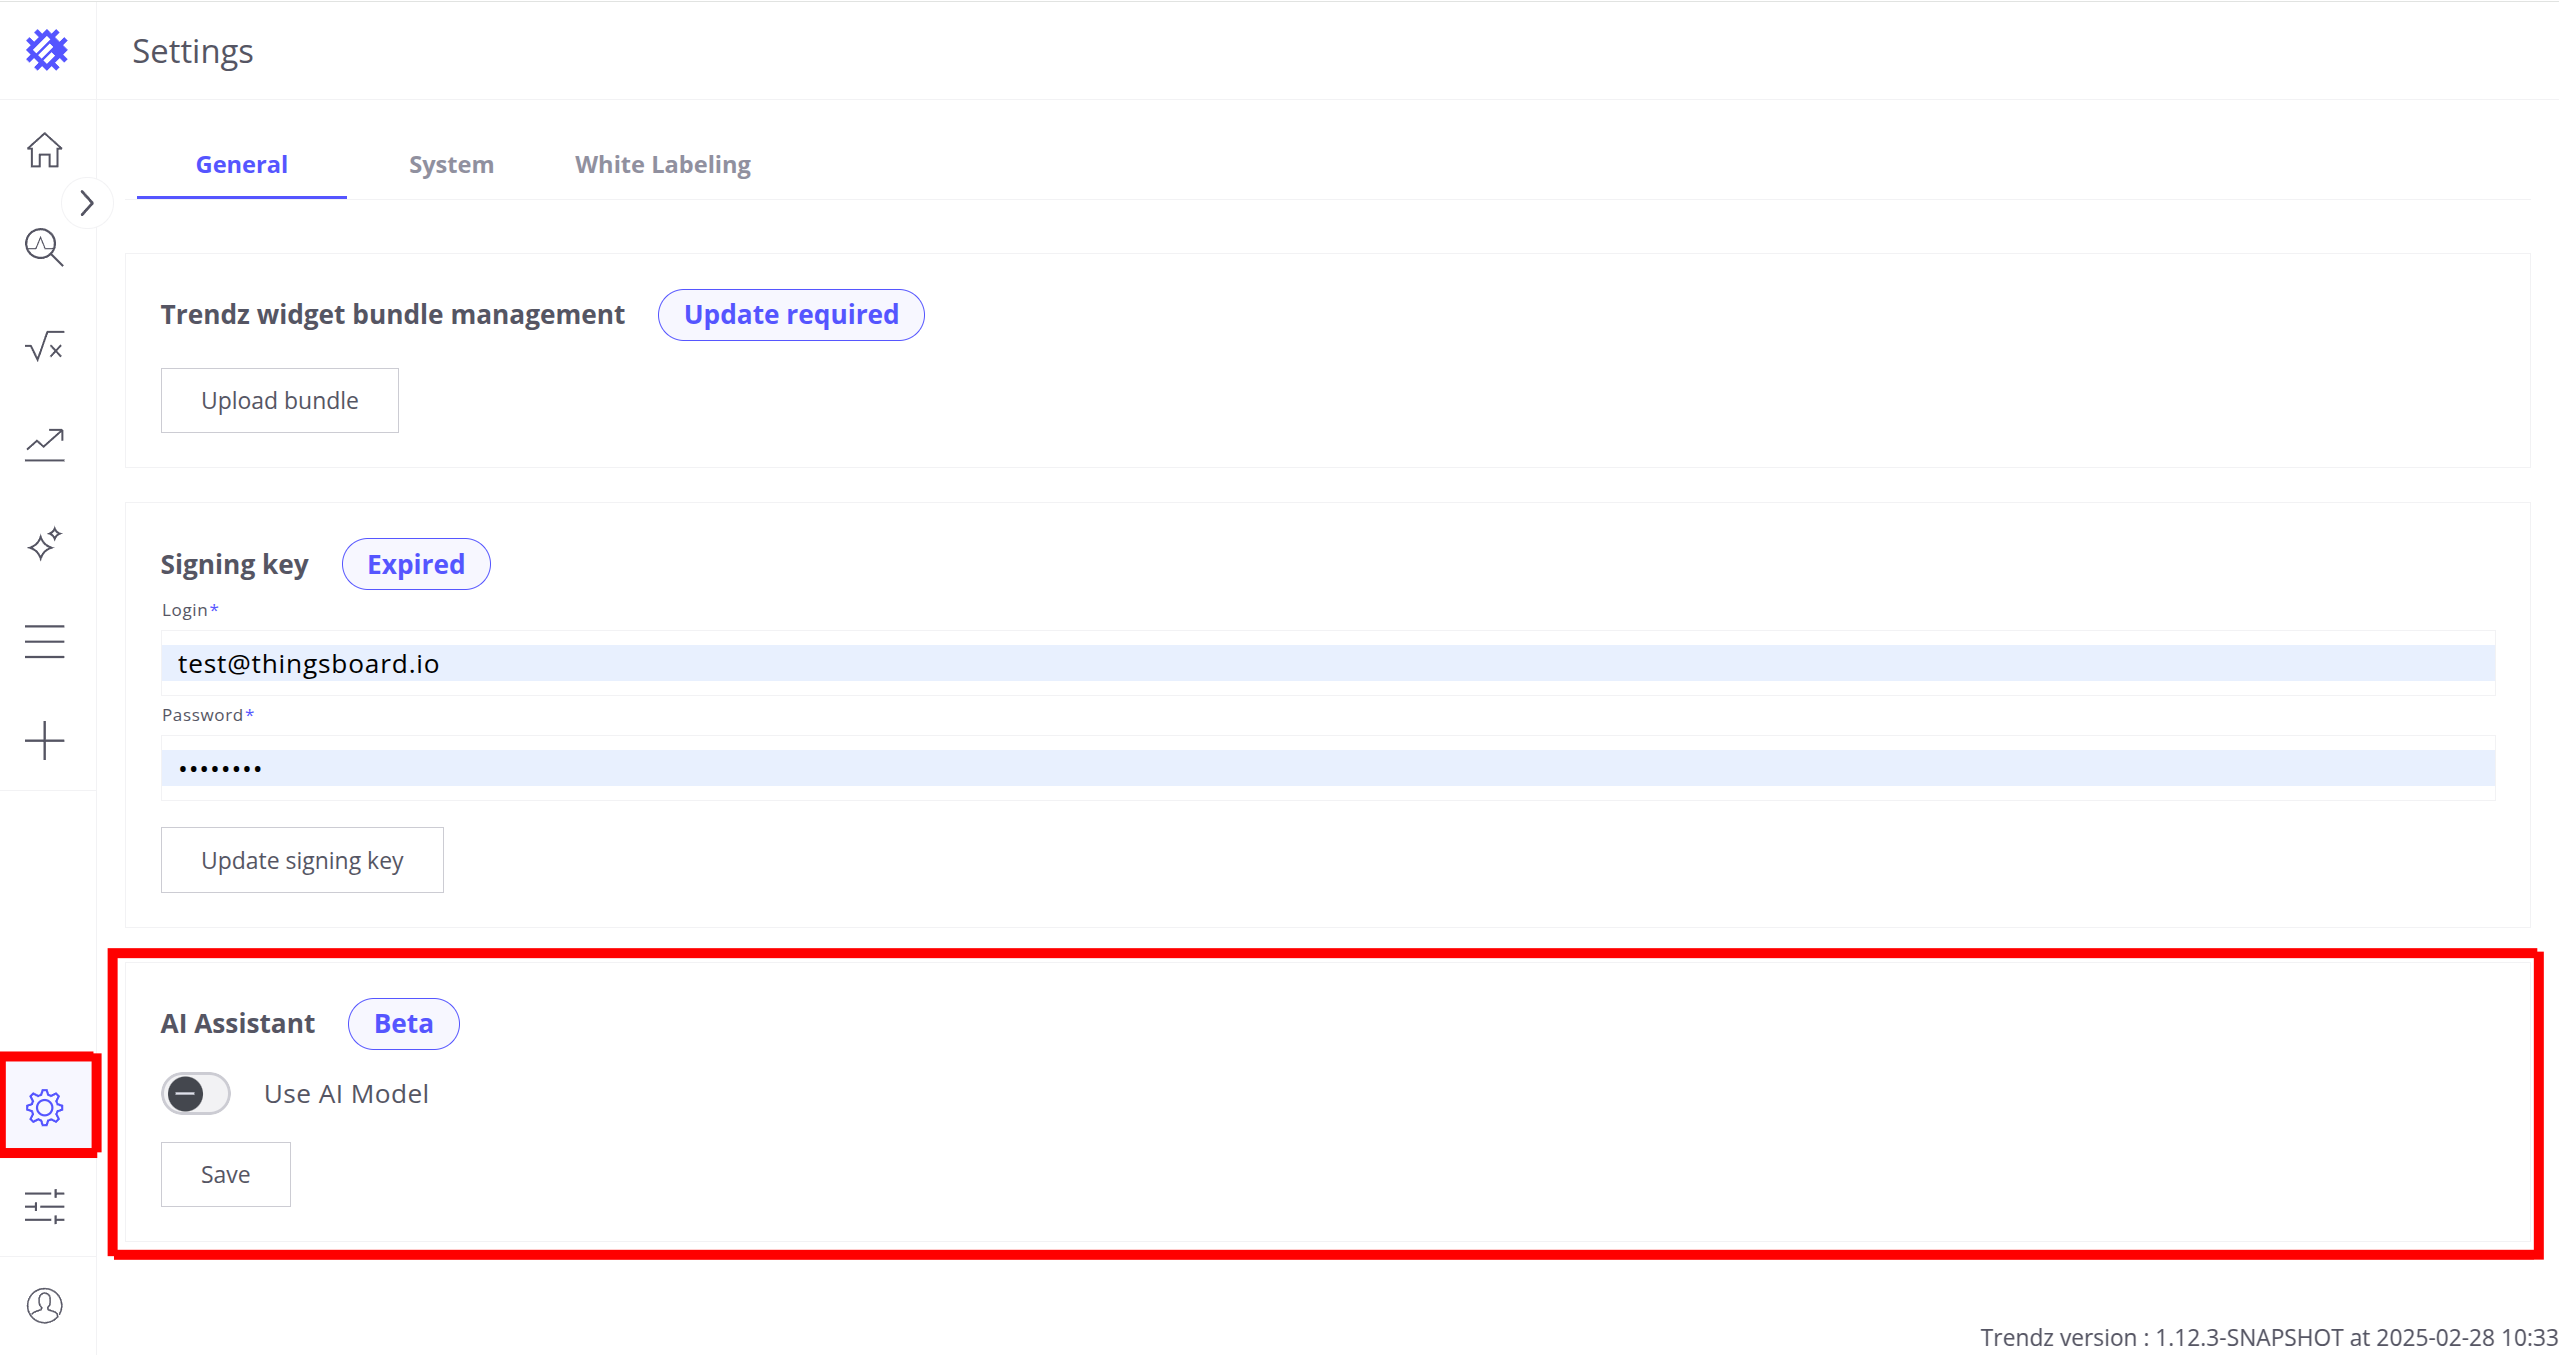 Settings
General
System
White Labeling
Trendz widget bundle management
Update required
Upload bundle
Signing key
Expired
Login*
test@thingsboard.io
Password*
••••••••
Update signing key
AI Assistant
Beta
Use AI Model
Save
Trendz version : 1.12.3-SNAPSHOT at 2025-02-28 10:33